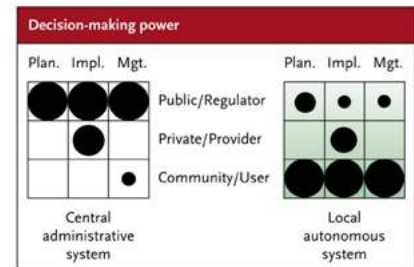 Decision-making power
Plan. Impl. Mgt. Plan. Impl. Mgt.
Public/Regulator
Private/Provider
Community/User
Central Local
administrative autonomous
system system